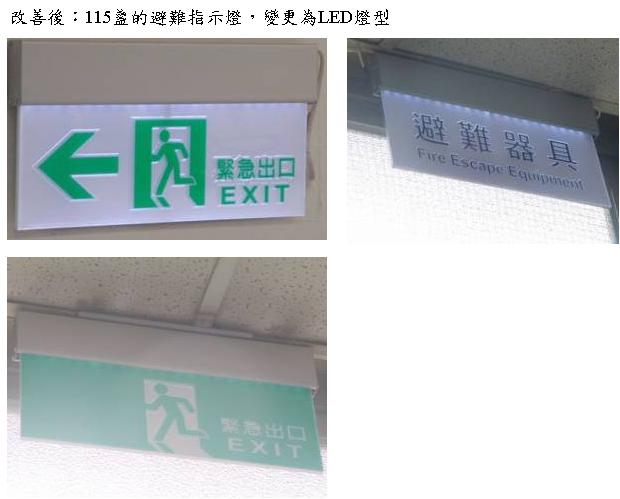 改善後：115盞的避難指示燈，變更為LED燈型
緊急出口
EXIT
避難器具
Fire Escape Equipment
緊急出口
EXIT